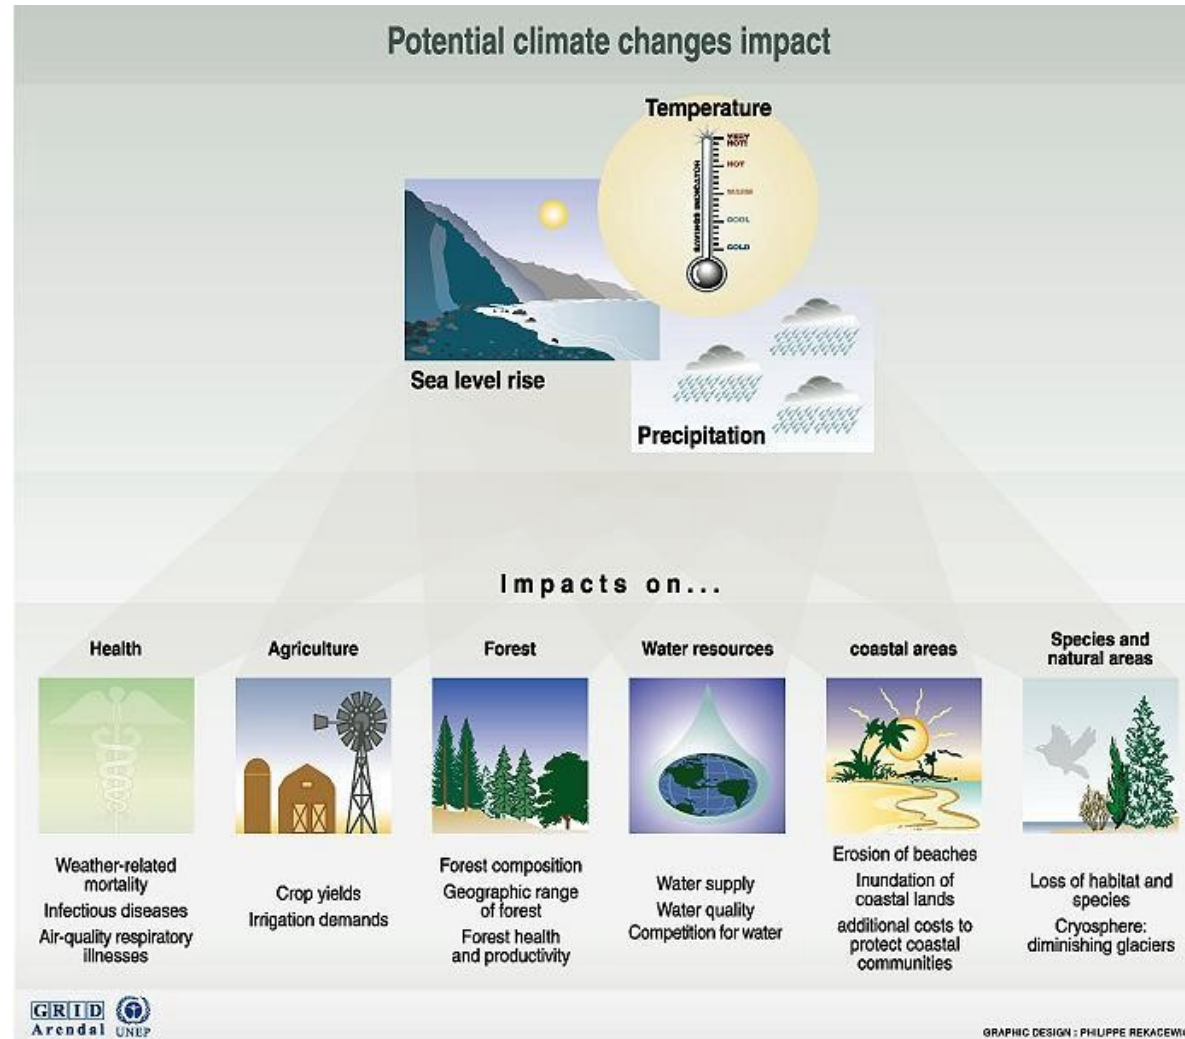 Potential climate changes impact
Temperature
VERY
HOT!
HOT
WARM
COOL
COLD
Sea level rise
Precipitation
Impacts on...
Health
Agriculture
Forest
Water resources
coastal areas
Species and
natural areas
Weather-related
mortality
Infectious diseases
Air-quality respiratory
illnesses
Crop yields
Irrigation demands
Forest composition
Geographic range
of forest
Forest health
and productivity
Water supply
Water quality
Competition for water
Erosion of beaches
Inundation of
coastal lands
additional costs to
protect coastal
communities
Loss of habitat and
species
Cryosphere:
diminishing glaciers
GRID
Arendal
UNEP
GRAPHIC DESIGN : PHILIPPE REKACEWI